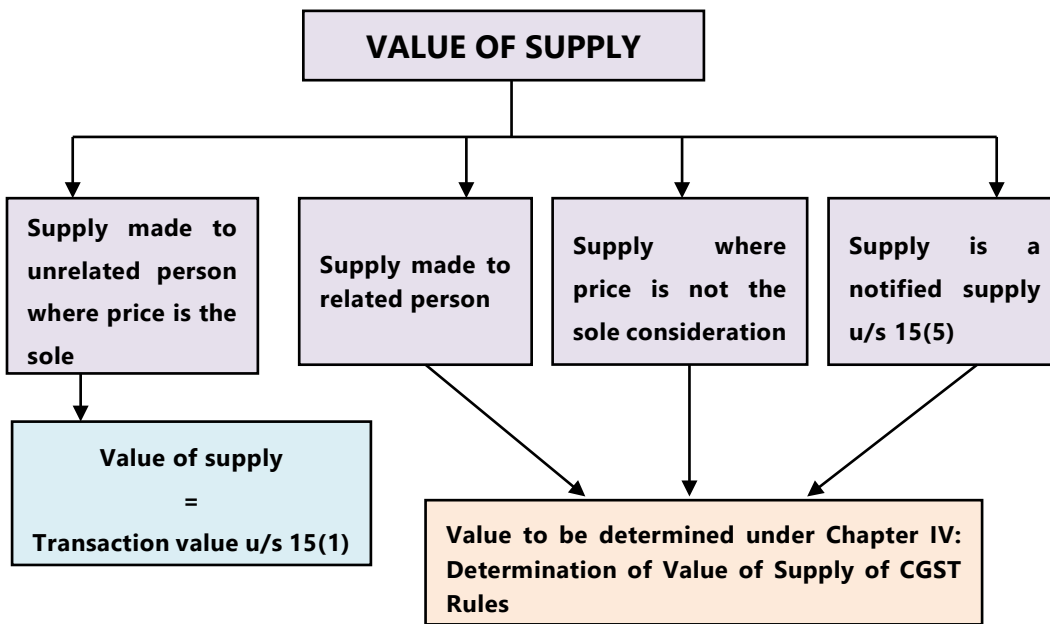 VALUE OF SUPPLY
Supply made to
unrelated person
where price is the
sole
Supply made to
related person
Supply where
price is not the
sole consideration
Supply is a
notified supply
u/s 15(5)
Value of supply
=
Transaction value u/s 15(1)
Value to be determined under Chapter IV:
Determination of Value of Supply of CGST
Rules